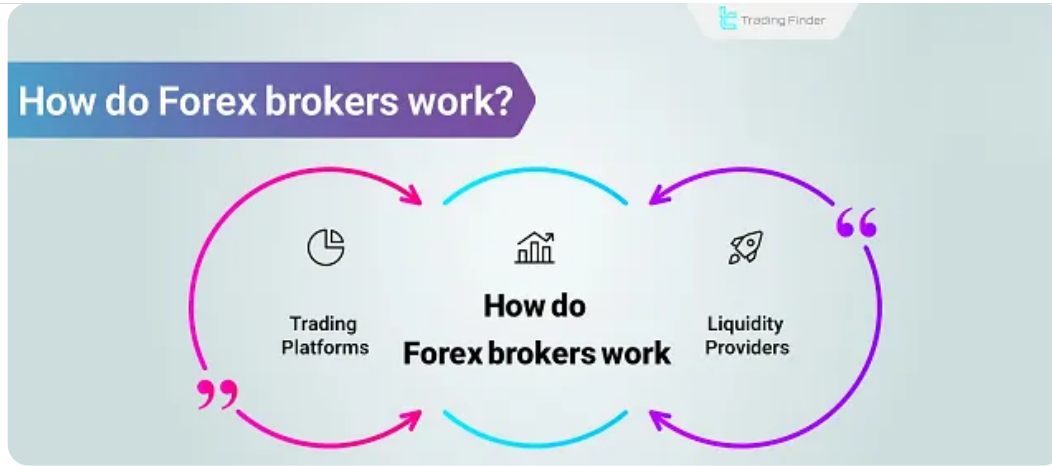 Trading Finder
How do Forex brokers work?
Trading
Platforms
How do
Forex brokers work
Liquidity
Providers